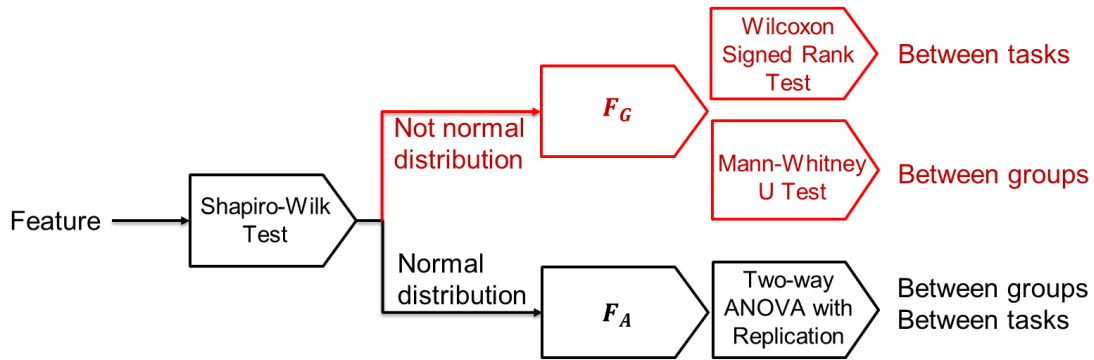 Feature
Shapiro-Wilk
Test
Not normal
distribution
F_G
Wilcoxon
Signed Rank
Test
Between tasks
Mann-Whitney
U Test
Between groups
Normal
distribution
F_A
Two-way
ANOVA with
Replication
Between groups
Between tasks